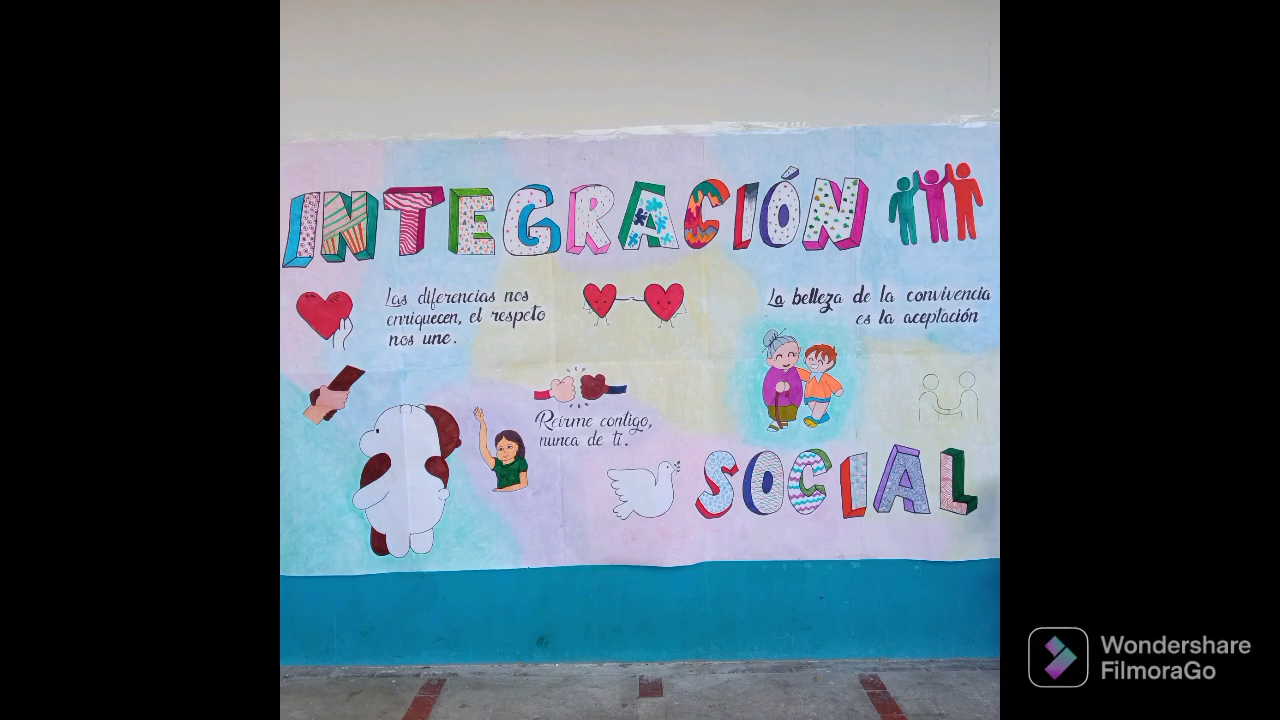 INTEGRACIÓN
Las diferencias nos
enriquecen, el respeto
nos une.
La belleza de la convivencia
es la aceptación
Reirme contigo,
nunca de ti.
SOCIAL
Wondershare
FilmoraGo